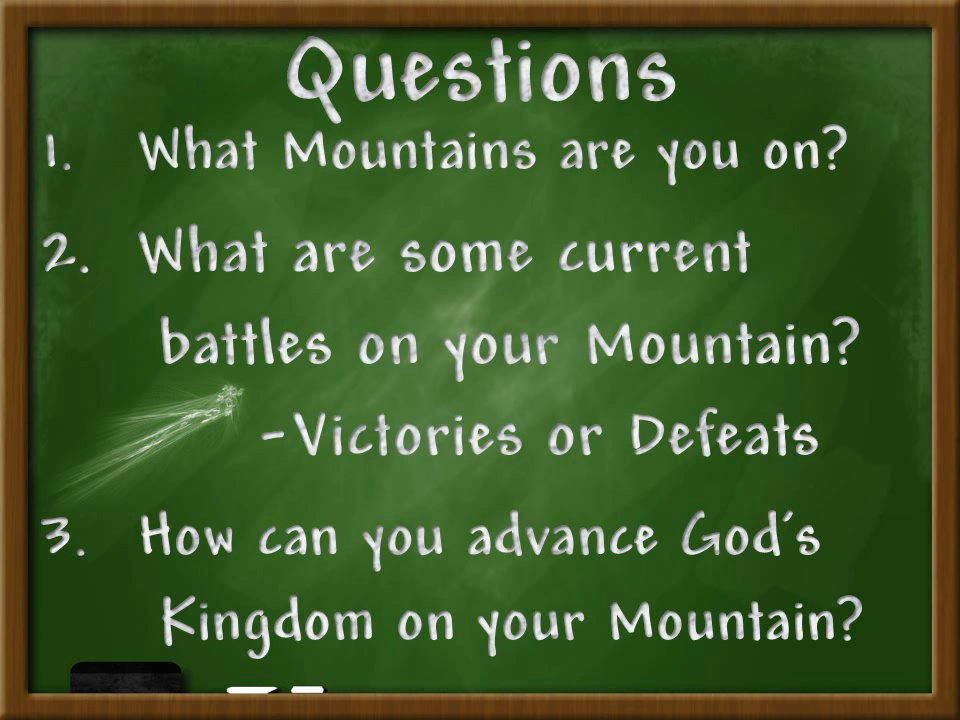 Questions
1. What Mountains are you on?
2. What are some current
battles on your Mountain?
-Victories or Defeats
3. How can you advance God's
Kingdom on your Mountain?